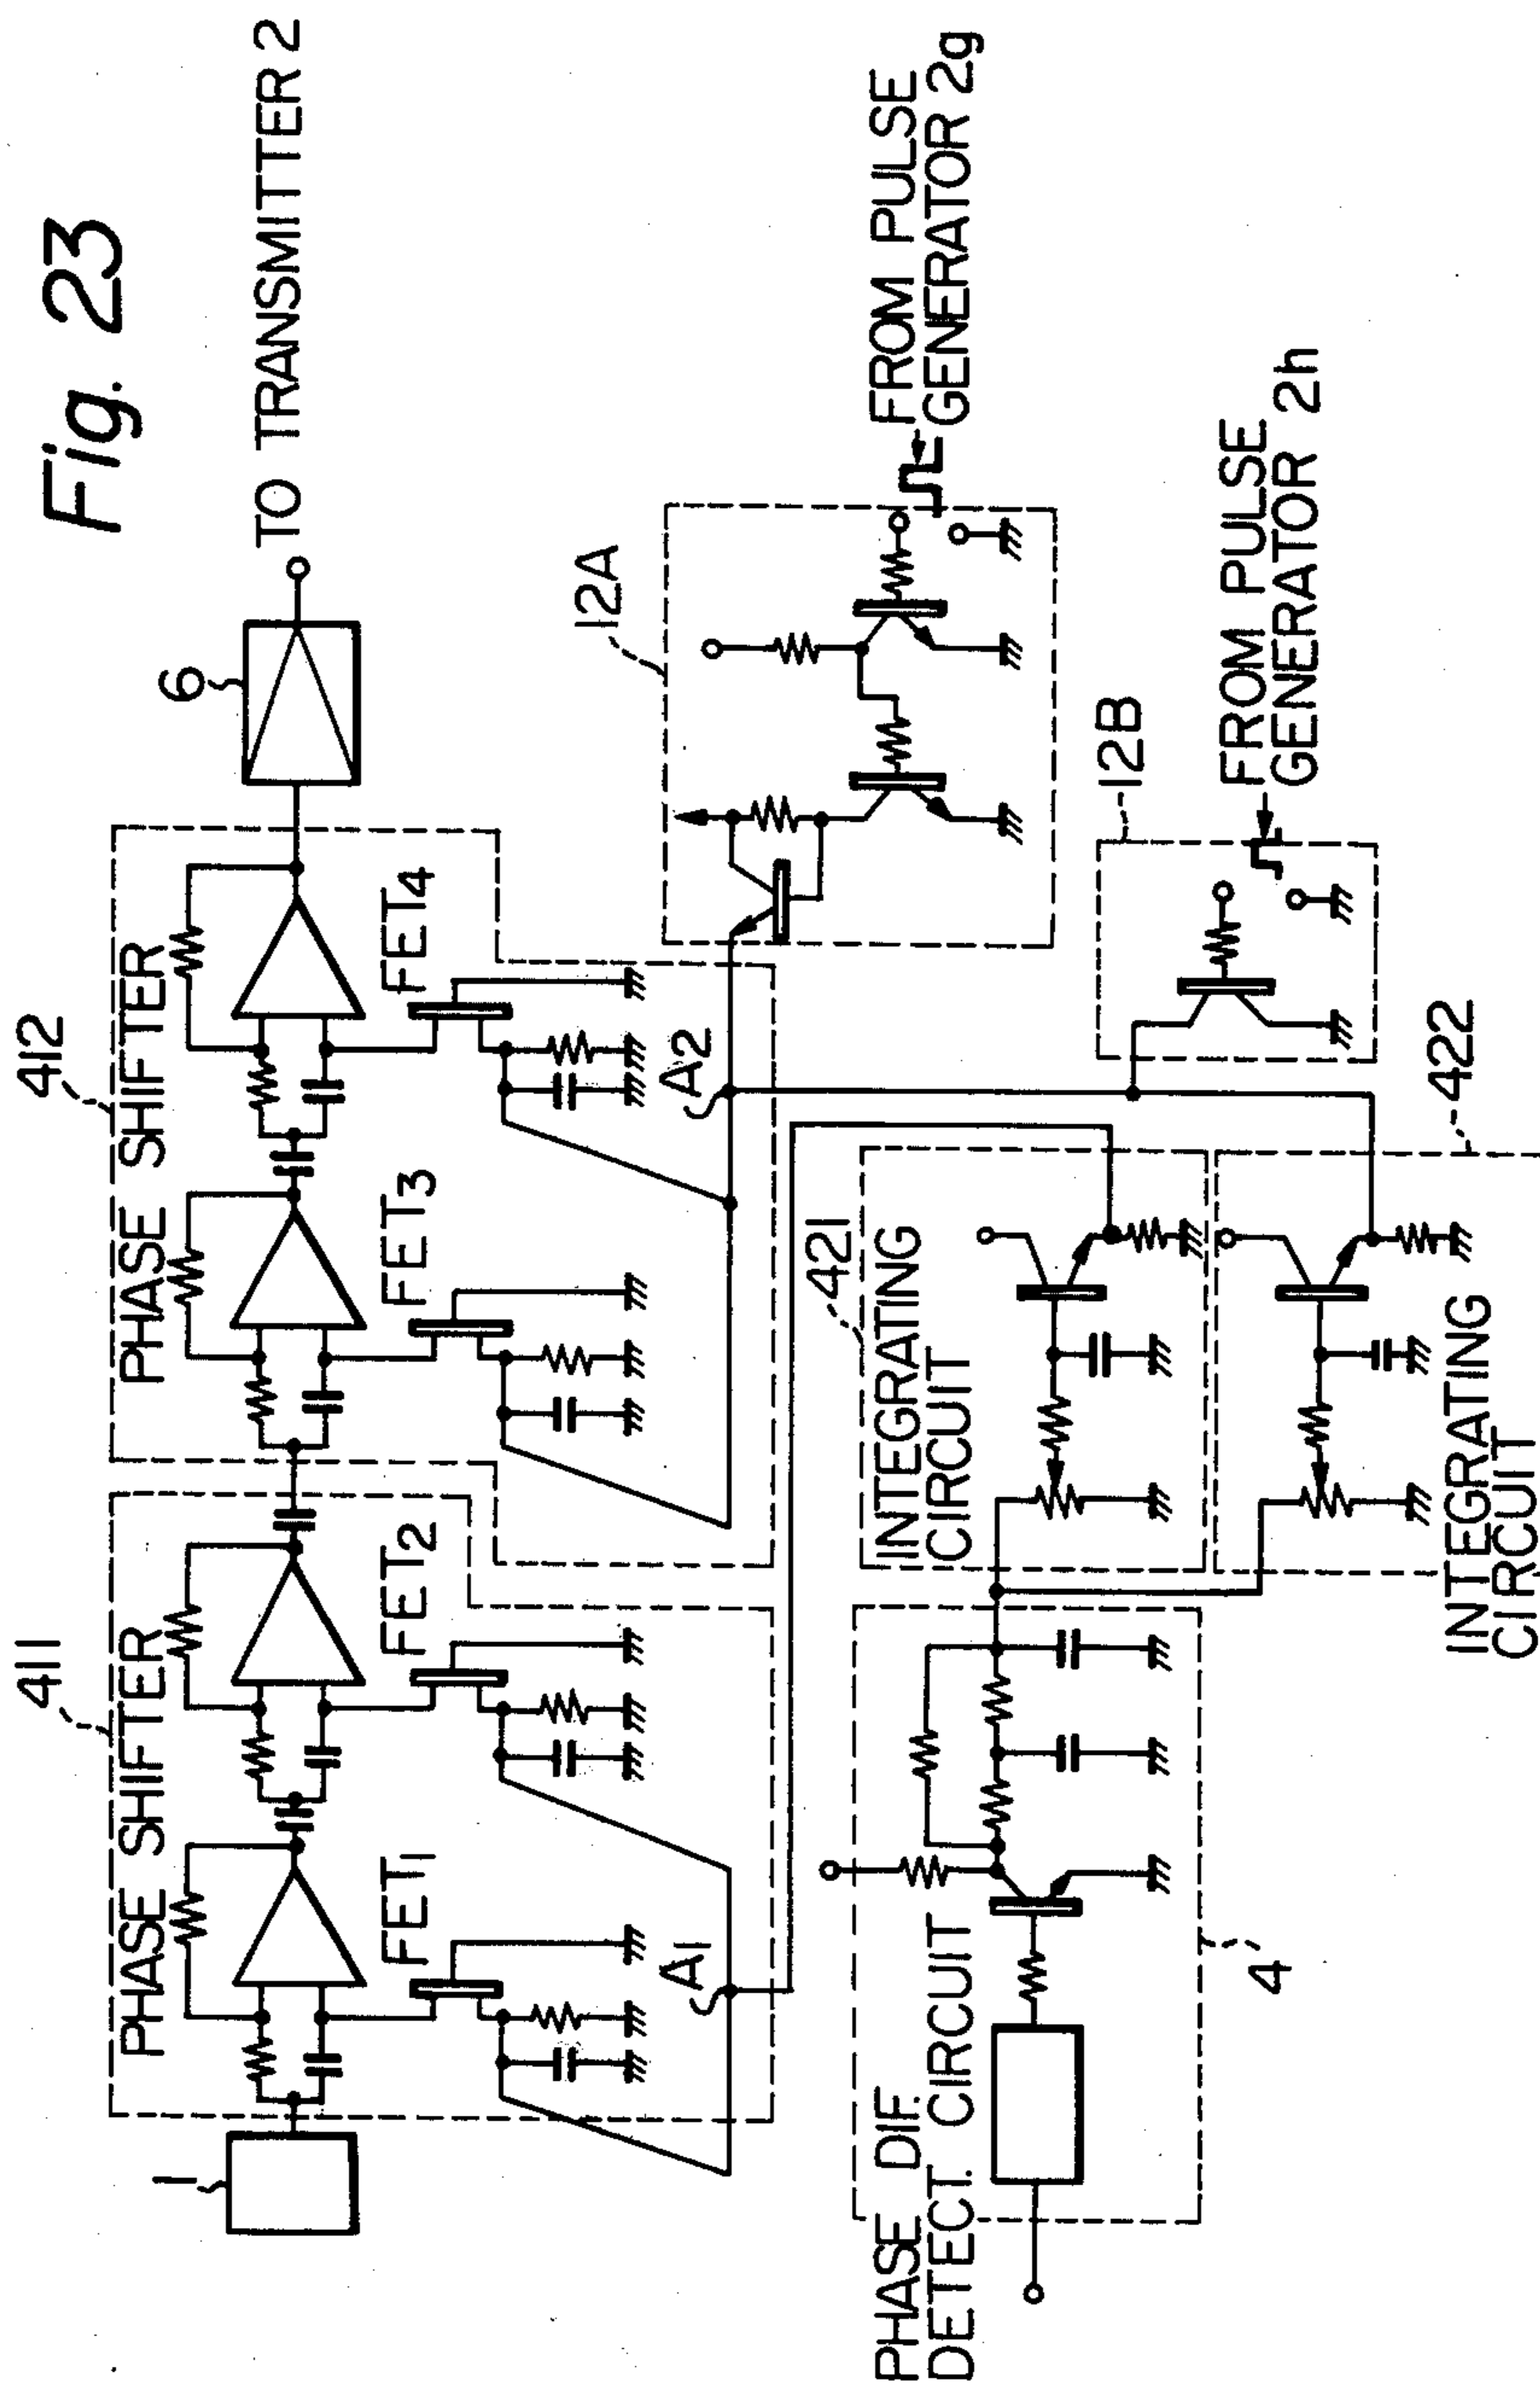 Fig. 23
411
412
6
TO TRANSMITTER 2
1
PHASE SHIFTER
PHASE SHIFTER
FET1
FET2
FET3
FET4
12A
A1
A2
FROM PULSE
GENERATOR 2g
421
PHASE DIF.
DETECT. CIRCUIT
INTEGRATING
CIRCUIT
12B
FROM PULSE
GENERATOR 2h
4
422
INTEGRATING
CIRCUIT